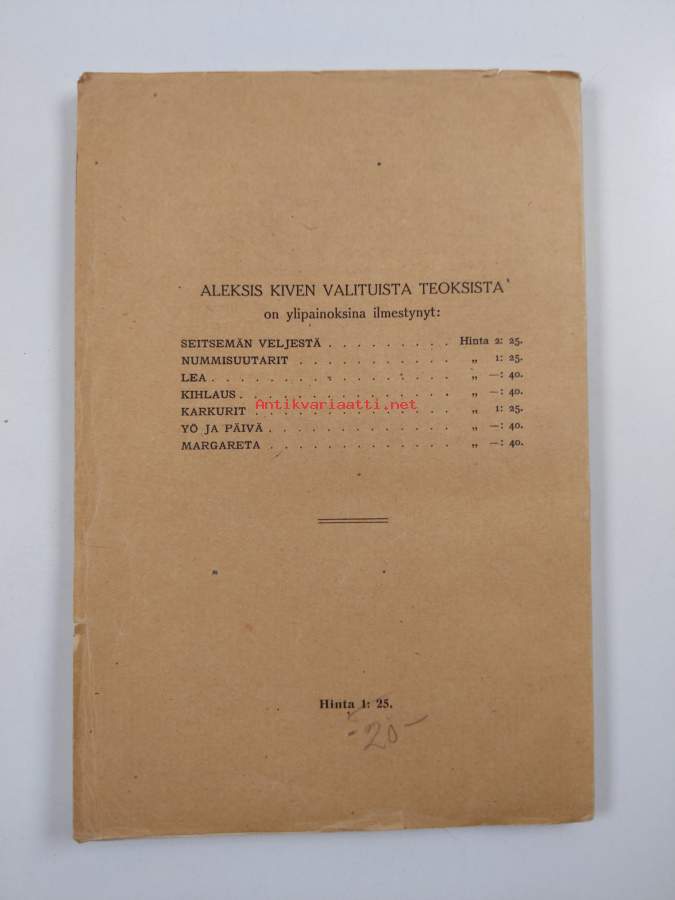 ALEKSIS KIVEN VALITUISTA TEOKSISTA
on ylipainoksina ilmestynyt:
SEITSEMÄN VELJESTÄ . . . . . . . . . Hinta 2: 25.
NUMMISUUTARIT . . . . . . . . . . . „ 1: 25.
LEA . . . . . . . . . . . . . . . . . „ —: 40.
KIHLAUS . . . . . . . . . . . . . . . „ —: 40.
Antikvariaatti.net
KARKURIT . . . . . . . . . . . . . . „ 1: 25.
YÖ JA PÄIVÄ . . . . . . . . . . . . . „ —: 40.
MARGARETA . . . . . . . . . . . . . „ —: 40.
Hinta 1: 25.
-20-